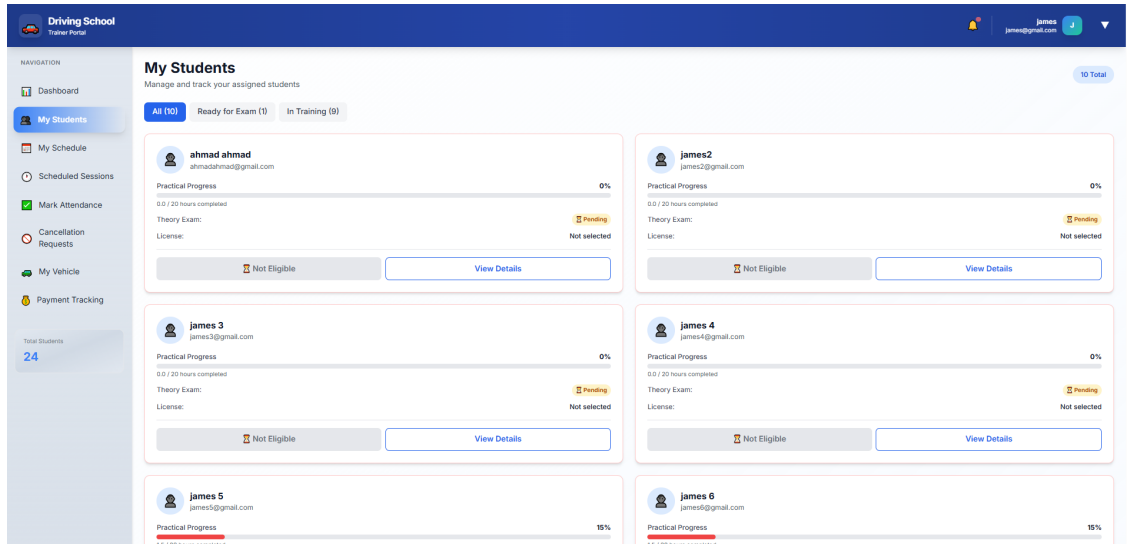 Driving School
Trainer Portal
james
james@gmail.com
J
NAVIGATION
Dashboard
My Students
My Schedule
Scheduled Sessions
Mark Attendance
Cancellation
Requests
My Vehicle
Payment Tracking
Total Students
24
My Students
Manage and track your assigned students
10 Total
All (10) Ready for Exam (1) In Training (9)
ahmad ahmad
ahmadahmad@gmail.com
Practical Progress 0%
0.0 / 20 hours completed
Theory Exam: Pending
License: Not selected
Not Eligible View Details
james2
james2@gmail.com
Practical Progress 0%
0.0 / 20 hours completed
Theory Exam: Pending
License: Not selected
Not Eligible View Details
james 3
james3@gmail.com
Practical Progress 0%
0.0 / 20 hours completed
Theory Exam: Pending
License: Not selected
Not Eligible View Details
james 4
james4@gmail.com
Practical Progress 0%
0.0 / 20 hours completed
Theory Exam: Pending
License: Not selected
Not Eligible View Details
james 5
james5@gmail.com
Practical Progress 15%
james 6
james6@gmail.com
Practical Progress 15%